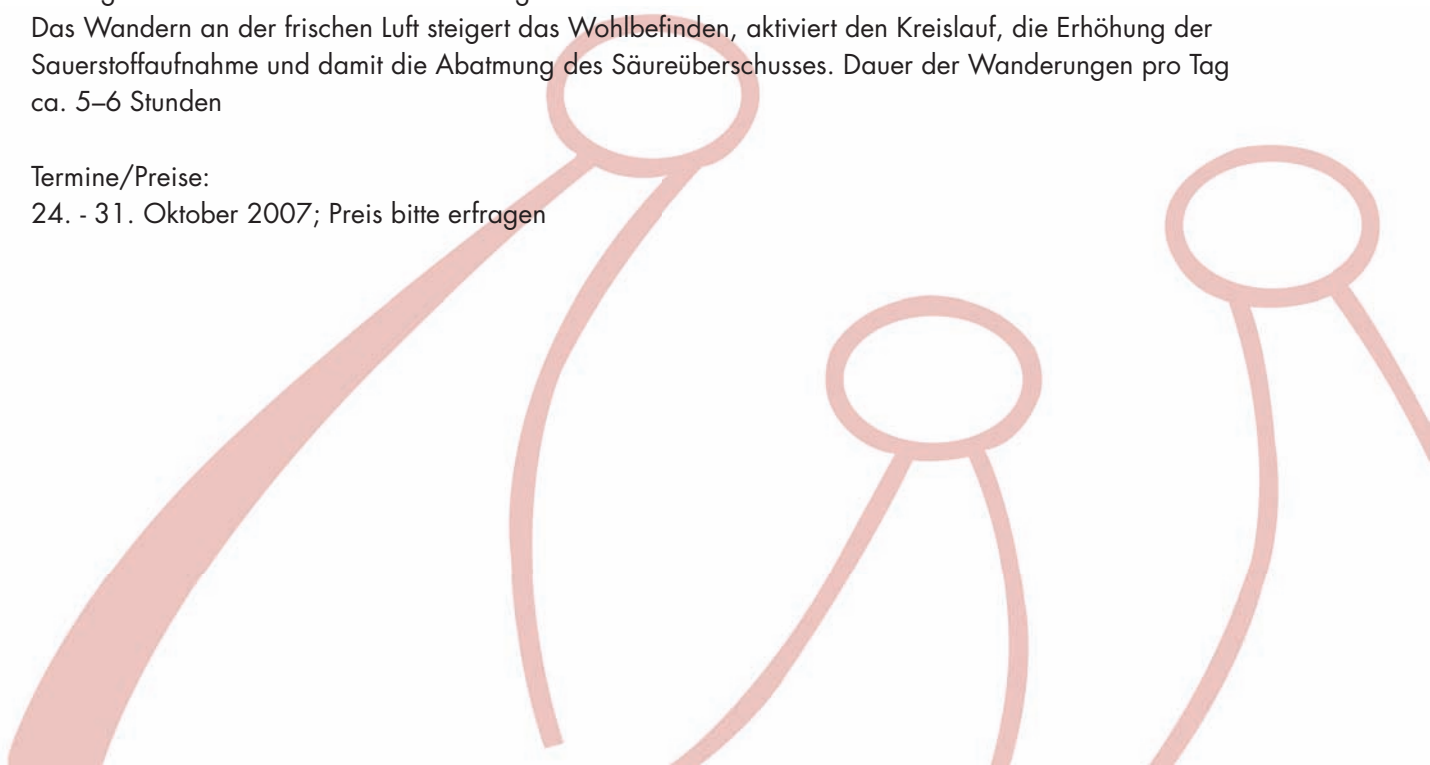 Das Wandern an der frischen Luft steigert das Wohlbefinden, aktiviert den Kreislauf, die Erhöhung der
Sauerstoffaufnahme und damit die Abatmung des Säureüberschusses. Dauer der Wanderungen pro Tag
ca. 5–6 Stunden
Termine/Preise:
24. - 31. Oktober 2007; Preis bitte erfragen